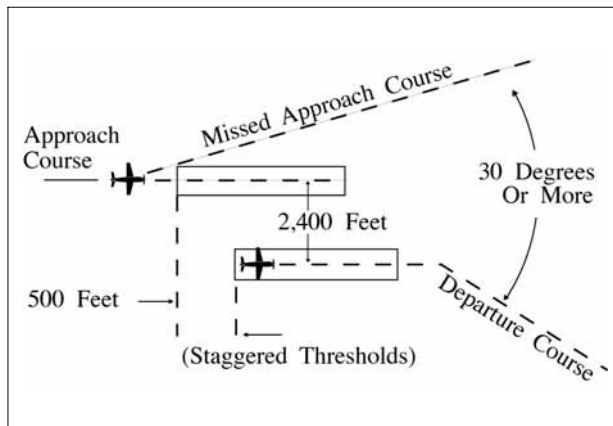 Missed Approach Course
Approach
Course
30 Degrees
Or More
2,400 Feet
500 Feet
Departure Course
(Staggered Thresholds)